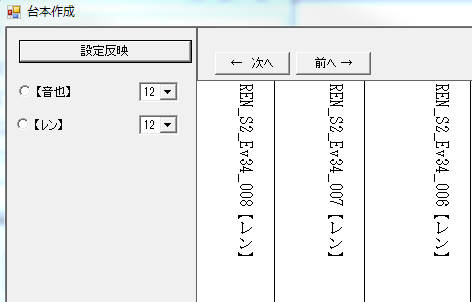 台本作成
設定反映
【音也】 12
【レン】 12
← 次へ 前へ →
REN_S2_Ev34_006【レン】
REN_S2_Ev34_007【レン】
REN_S2_Ev34_008【レン】